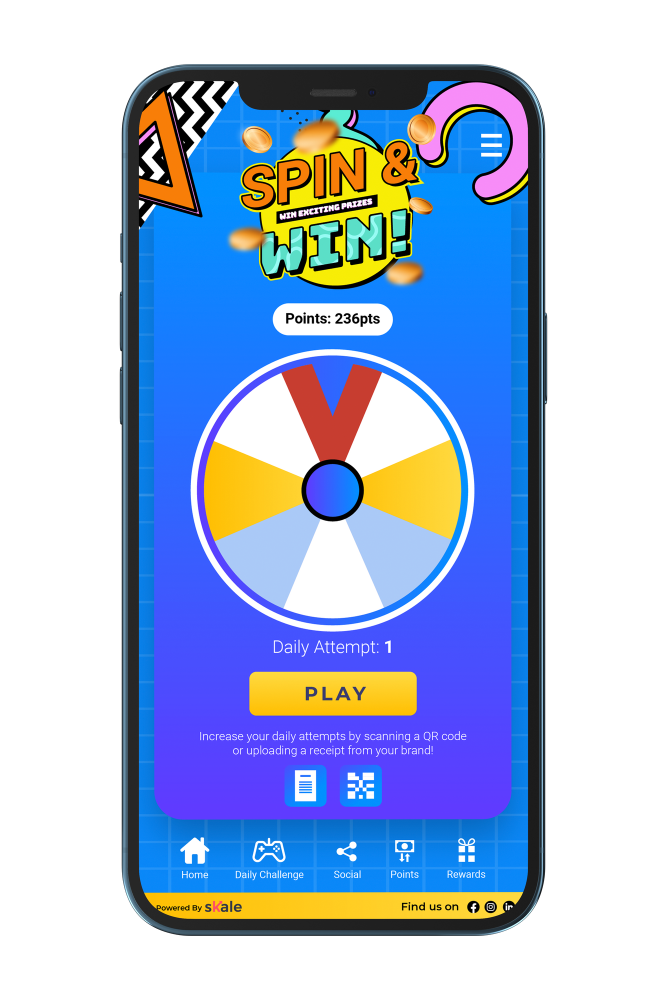 SPIN &
WIN EXCITING PRIZES
WIN!
Points: 236pts
Daily Attempt: 1
PLAY
Increase your daily attempts by scanning a QR code
or uploading a receipt from your brand!
Home Daily Challenge Social Points Rewards
Powered By skale Find us on